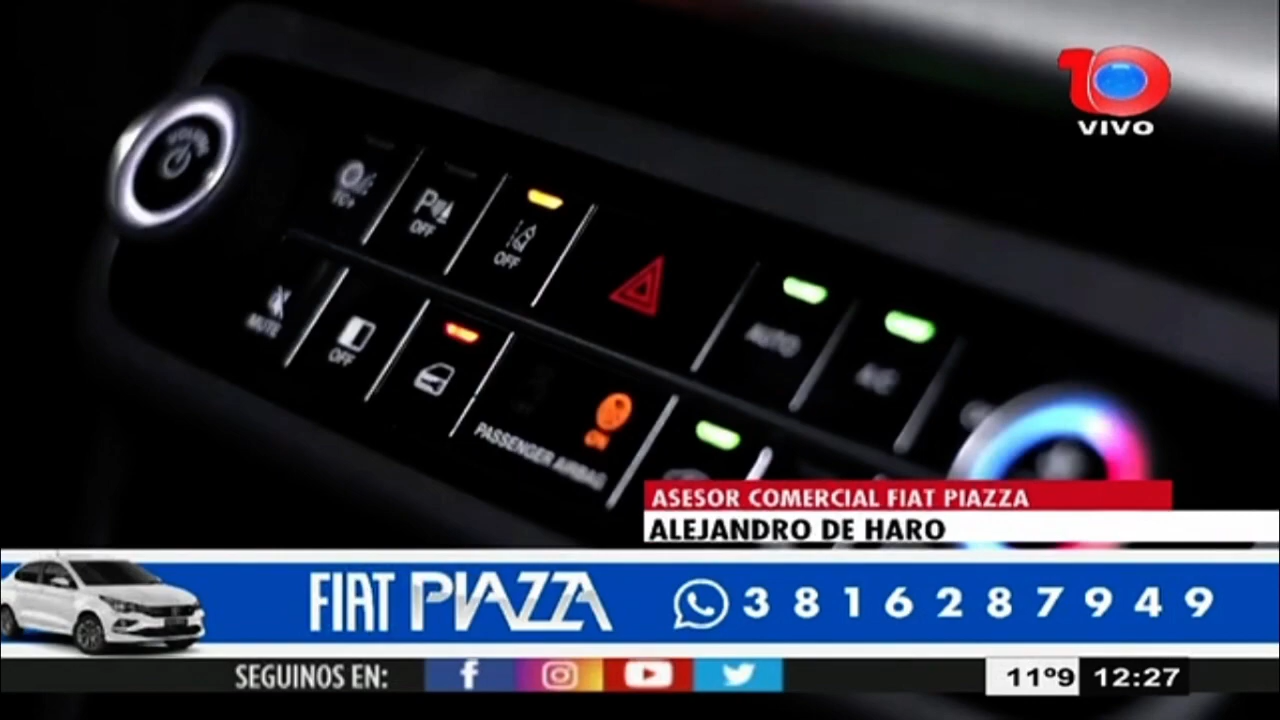 10
VIVO
TC+
P OFF
OFF
AUTO
A/C
MUTE
OFF
PASSENGER AIRBAG
ON
ASESOR COMERCIAL FIAT PIAZZA
ALEJANDRO DE HARO
FIAT PIAZZA 3816287949
SEGUINOS EN: 11º9 12:27